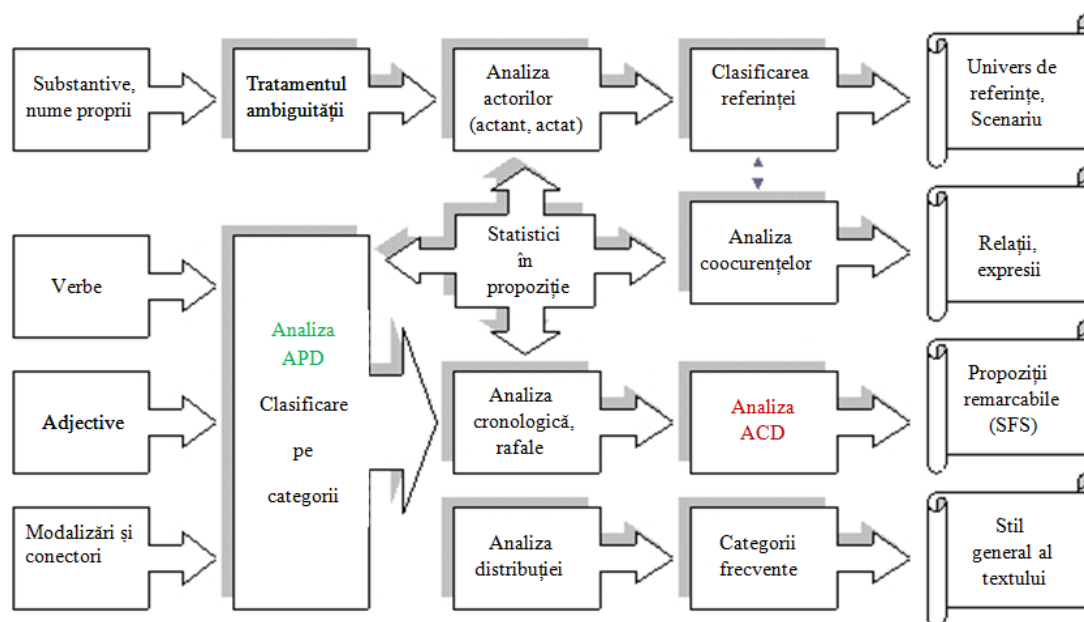 Substantive,
nume proprii
Tratamentul
ambiguității
Analiza
actorilor
(actant, actat)
Clasificarea
referinței
Univers de
referințe,
Scenariu
Verbe
Statistici
în
propoziție
Analiza
coocurențelor
Relații,
expresii
Analiza
APD
Clasificare
pe
categorii
Adjective
Analiza
cronologică,
rafale
Analiza
ACD
Propoziții
remarcabile
(SFS)
Modalizări și
conectori
Analiza
distribuției
Categorii
frecvente
Stil
general al
textului